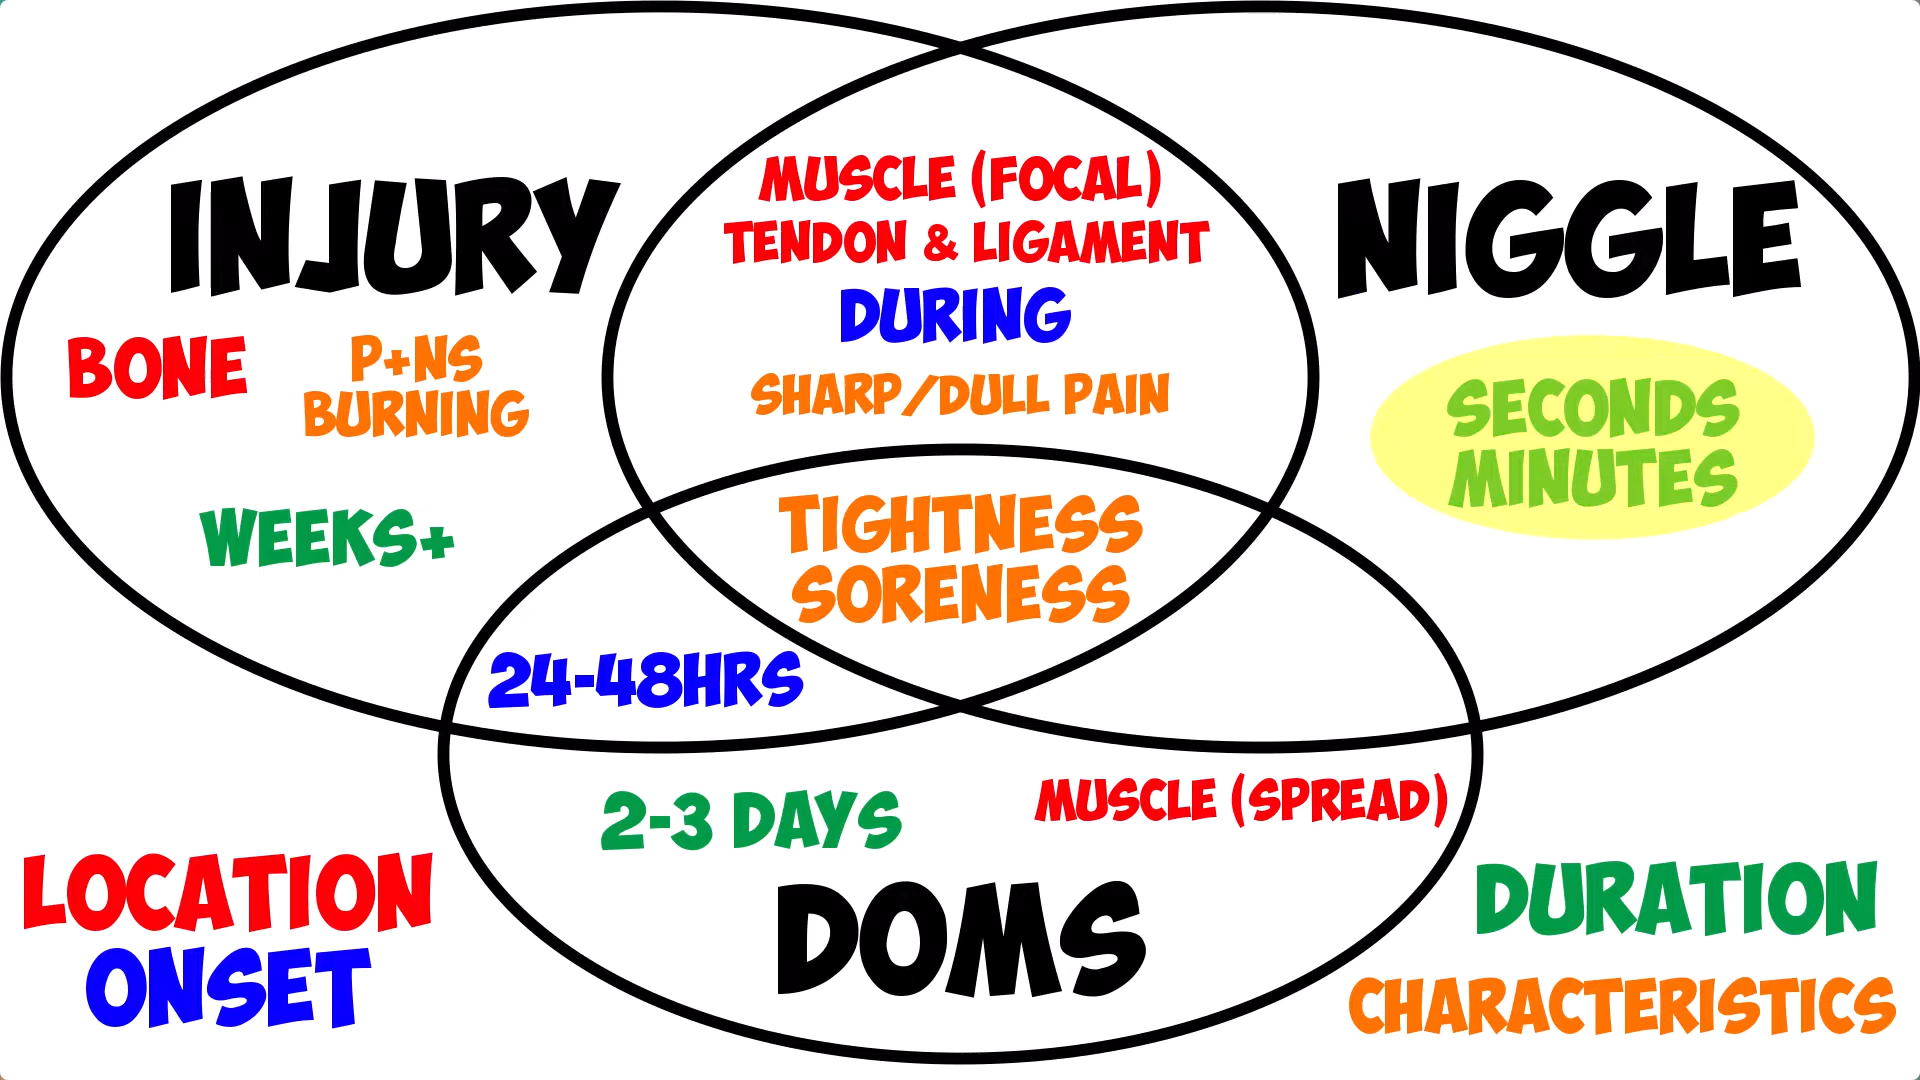 INJURY
BONE
P+NS
BURNING
WEEKS+
MUSCLE (FOCAL)
TENDON & LIGAMENT
DURING
SHARP/DULL PAIN
NIGGLE
SECONDS
MINUTES
TIGHTNESS
SORENESS
24-48HRS
2-3 DAYS
MUSCLE (SPREAD)
DOMS
LOCATION
ONSET
DURATION
CHARACTERISTICS